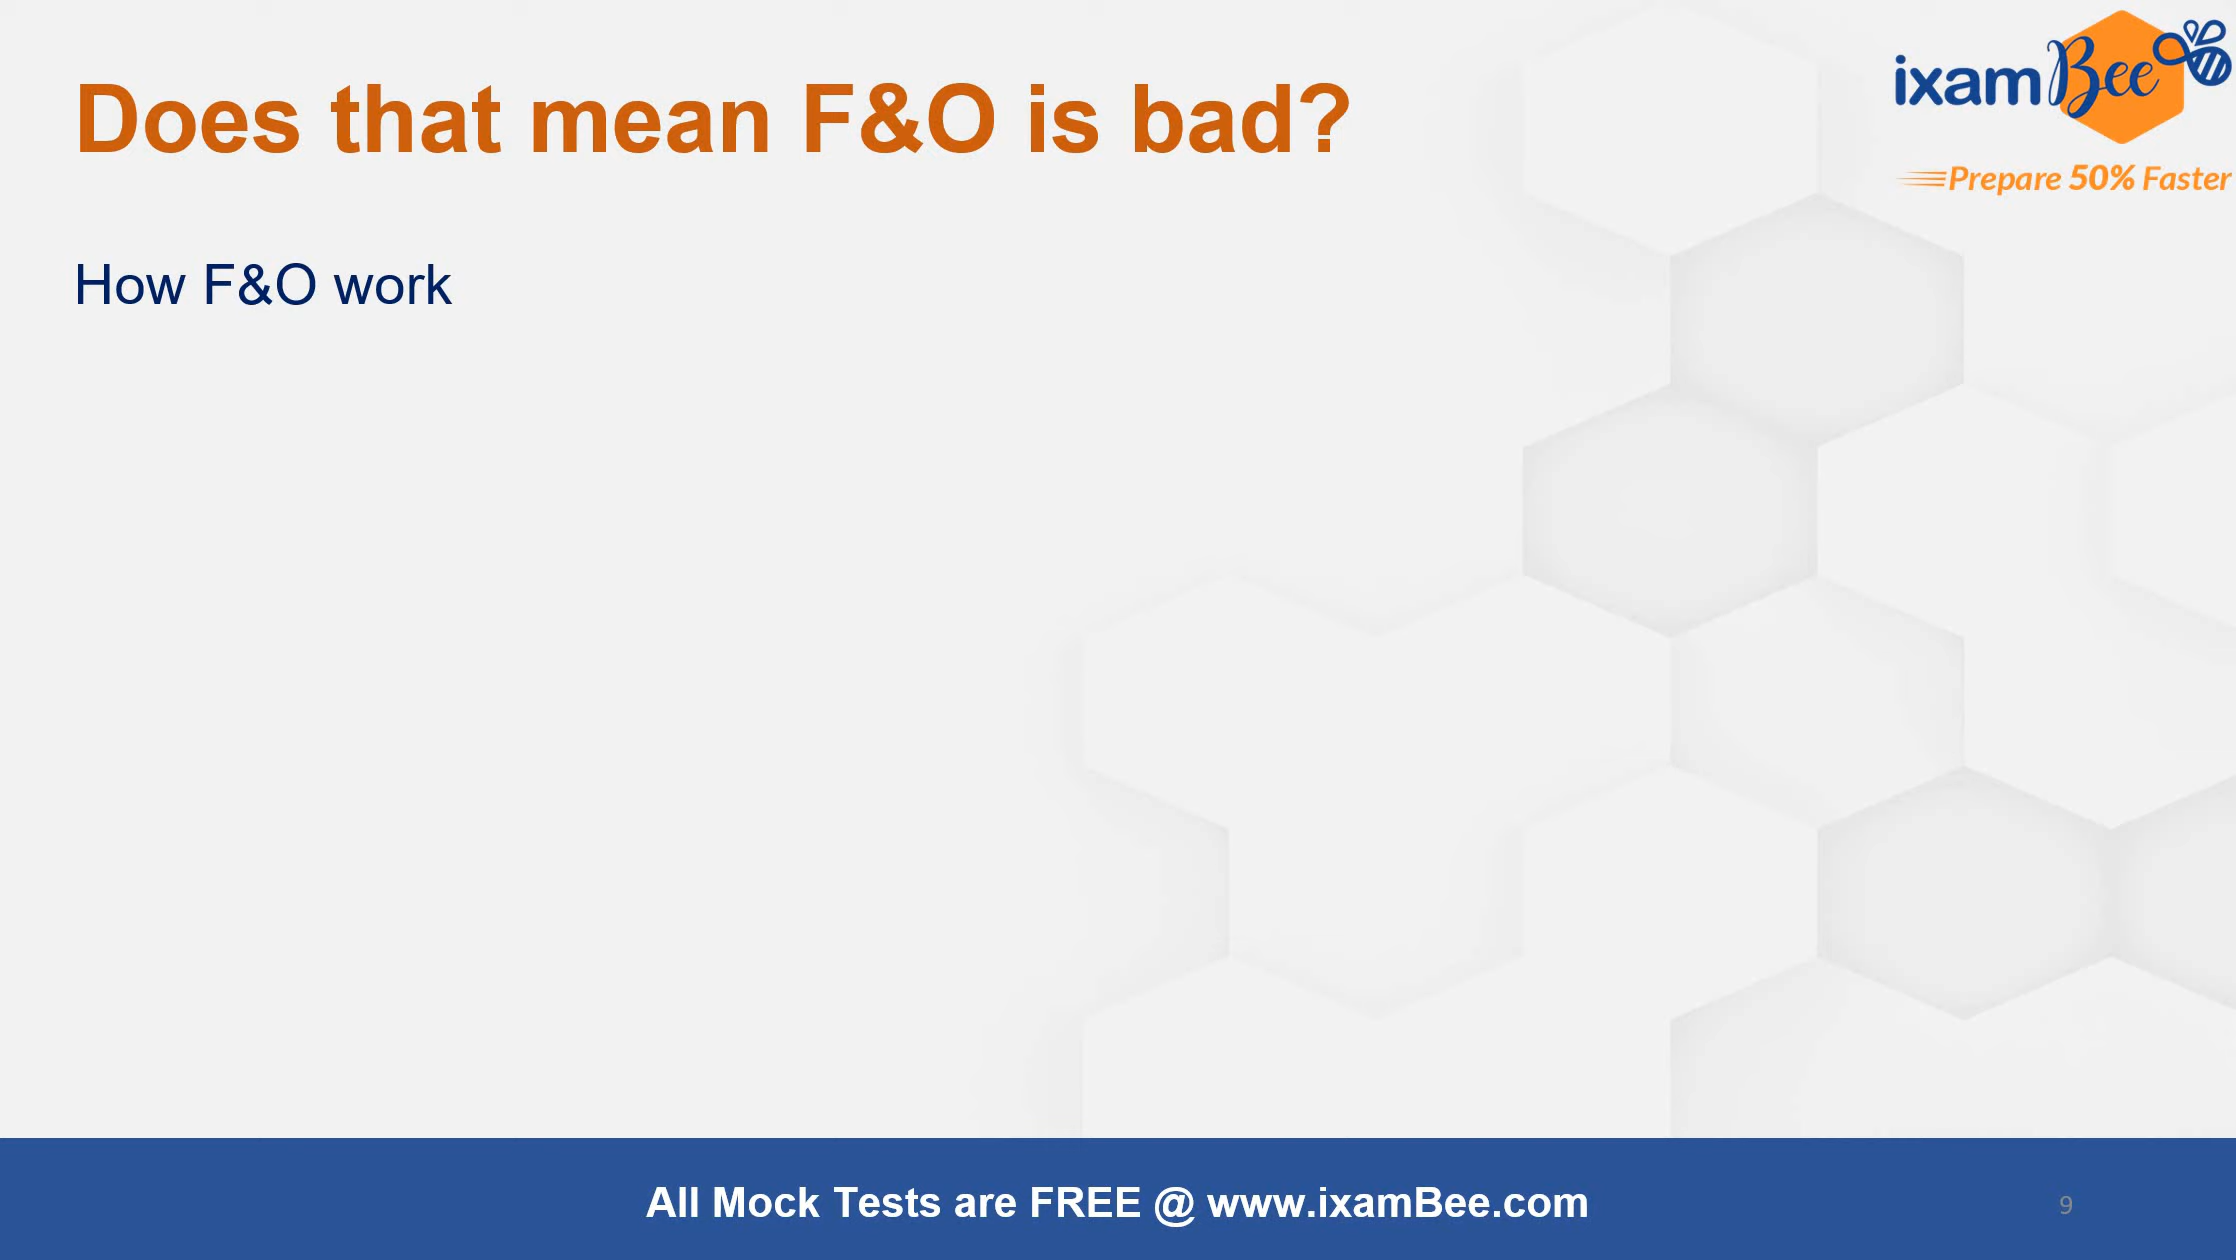 Does that mean F&O is bad?
ixamBee
Prepare 50% Faster
How F&O work
All Mock Tests are FREE @ www.ixamBee.com
9